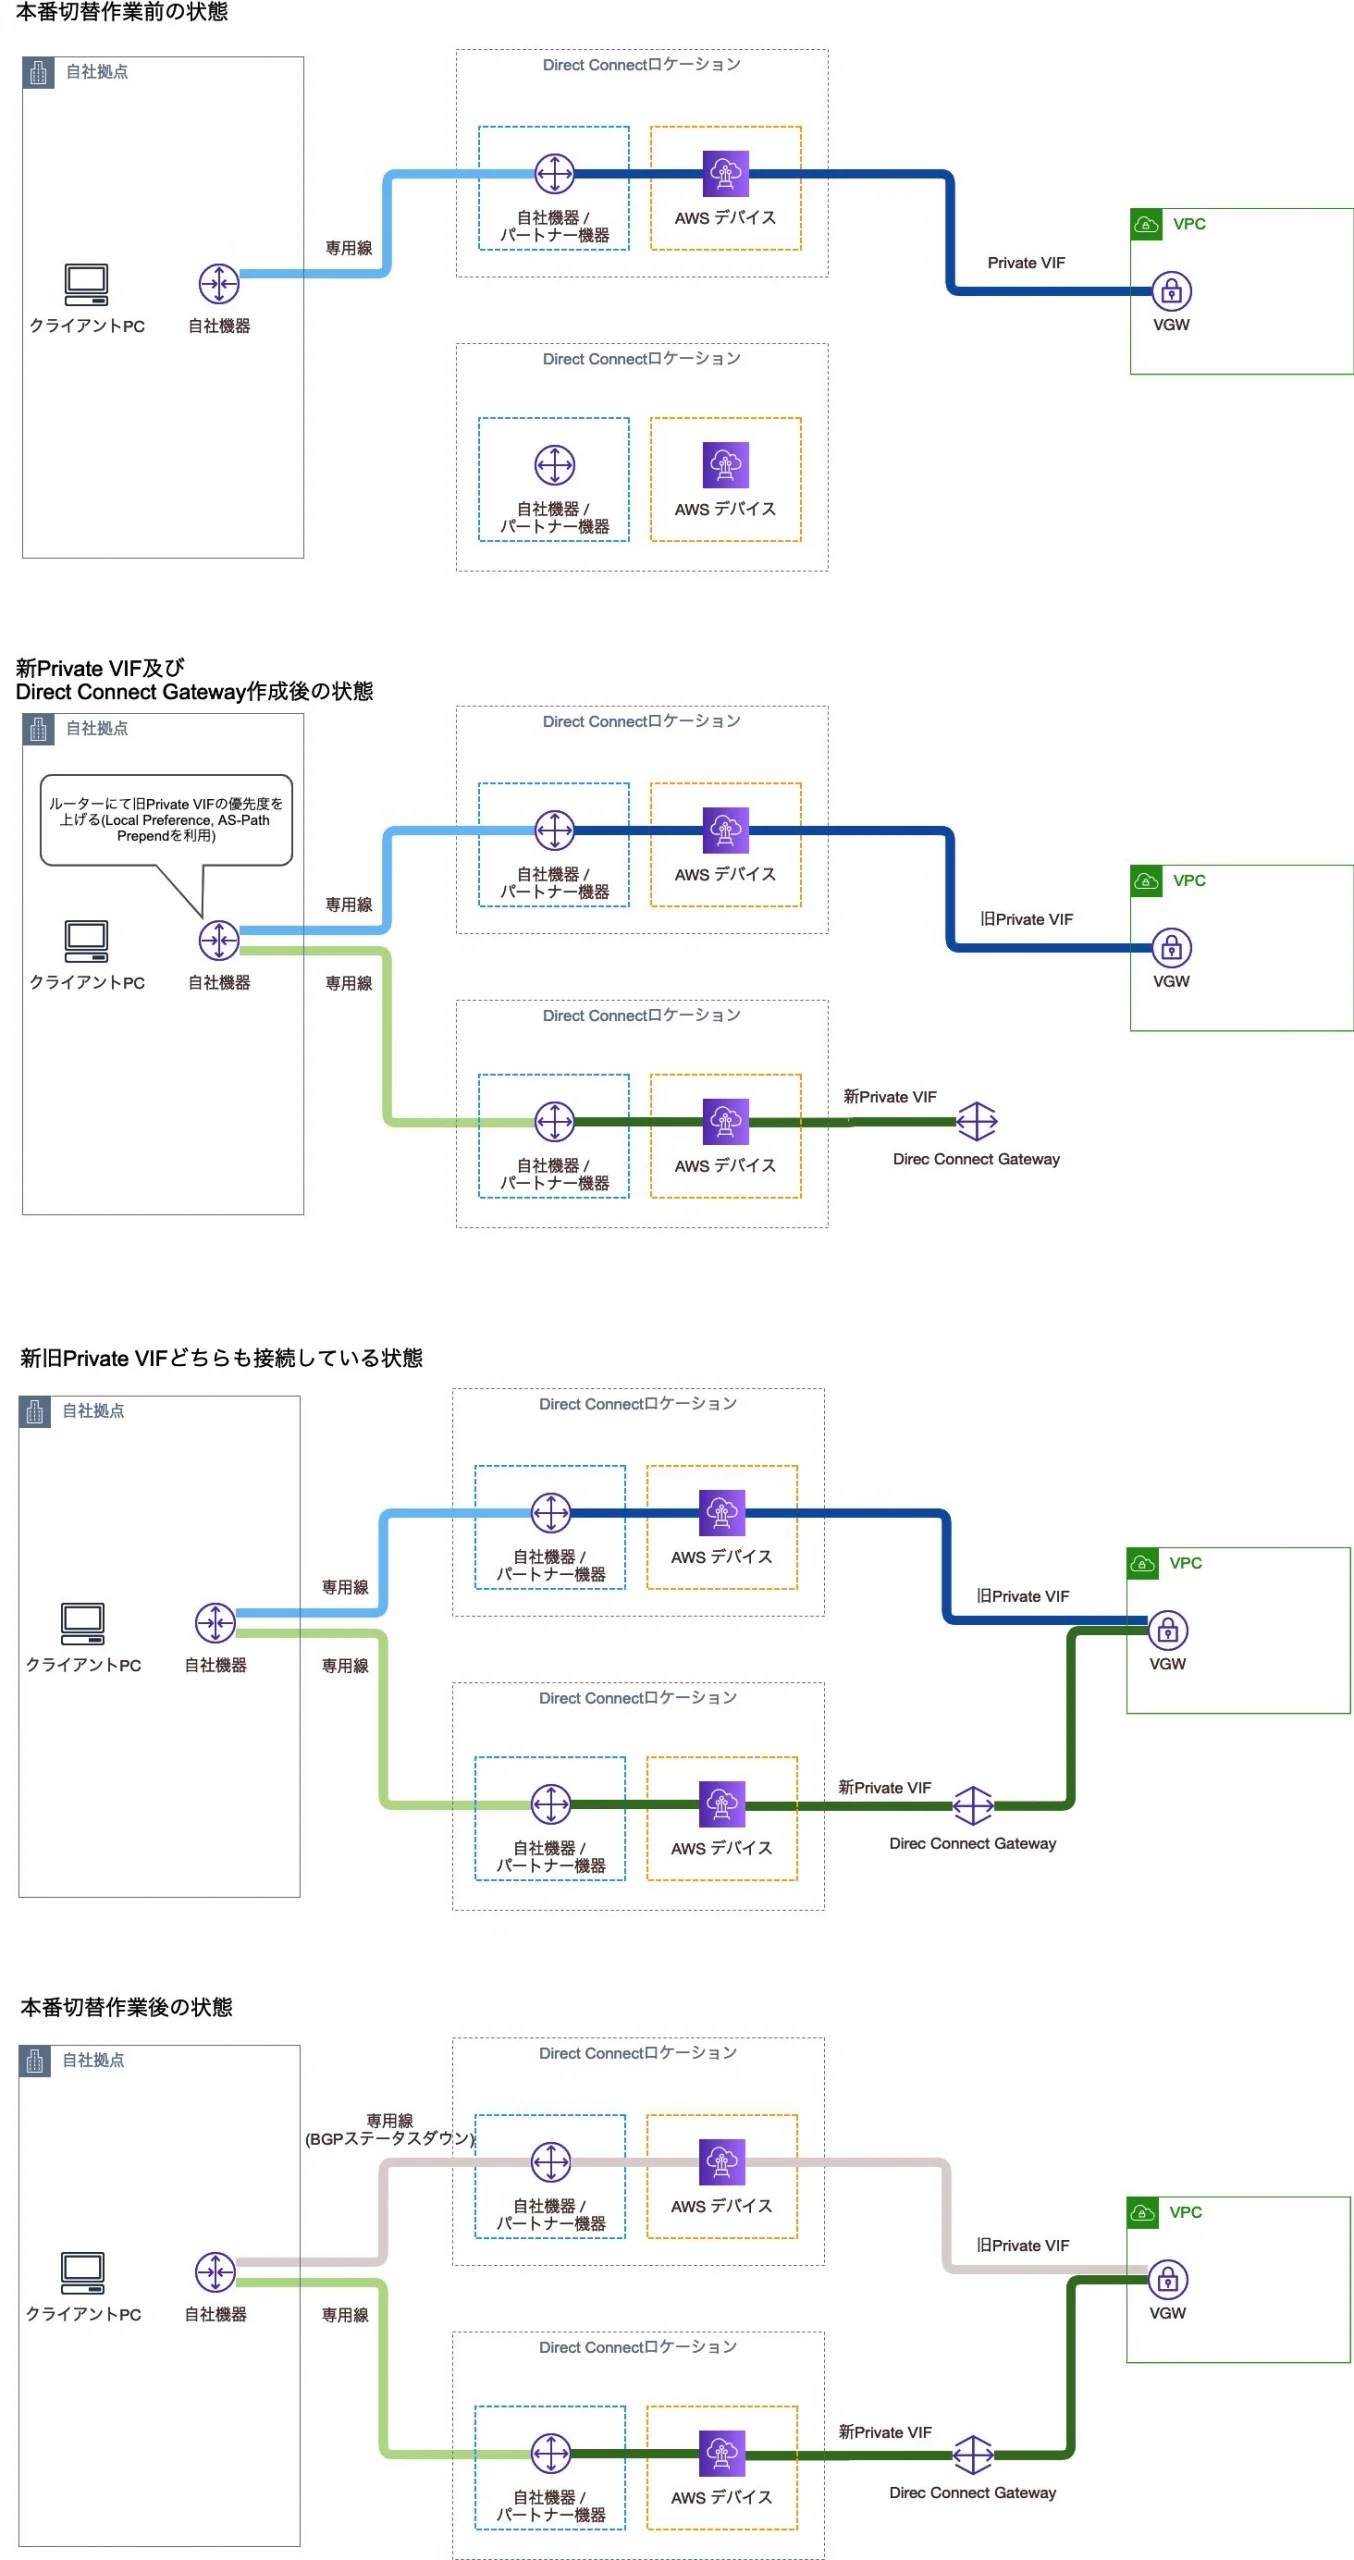 本番切替作業前の状態
自社拠点
Direct Connectロケーション
専用線
自社機器 /
パートナー機器
AWS デバイス
Private VIF
VPC
VGW
クライアントPC
自社機器
Direct Connectロケーション
自社機器 /
パートナー機器
AWS デバイス
新Private VIF及び
Direct Connect Gateway作成後の状態
自社拠点
ルーターにて旧Private VIFの優先度を
上げる(Local Preference, AS-Path
Prependを利用)
Direct Connectロケーション
専用線
自社機器 /
パートナー機器
AWS デバイス
旧Private VIF
VPC
VGW
クライアントPC
自社機器
専用線
Direct Connectロケーション
自社機器 /
パートナー機器
AWS デバイス
新Private VIF
Direc Connect Gateway
新旧Private VIFどちらも接続している状態
自社拠点
Direct Connectロケーション
専用線
自社機器 /
パートナー機器
AWS デバイス
旧Private VIF
VPC
VGW
クライアントPC
自社機器
専用線
Direct Connectロケーション
自社機器 /
パートナー機器
AWS デバイス
新Private VIF
Direc Connect Gateway
本番切替作業後の状態
自社拠点
Direct Connectロケーション
専用線
(BGPステータスダウン)
自社機器 /
パートナー機器
AWS デバイス
旧Private VIF
VPC
VGW
クライアントPC
自社機器
専用線
Direct Connectロケーション
自社機器 /
パートナー機器
AWS デバイス
新Private VIF
Direc Connect Gateway